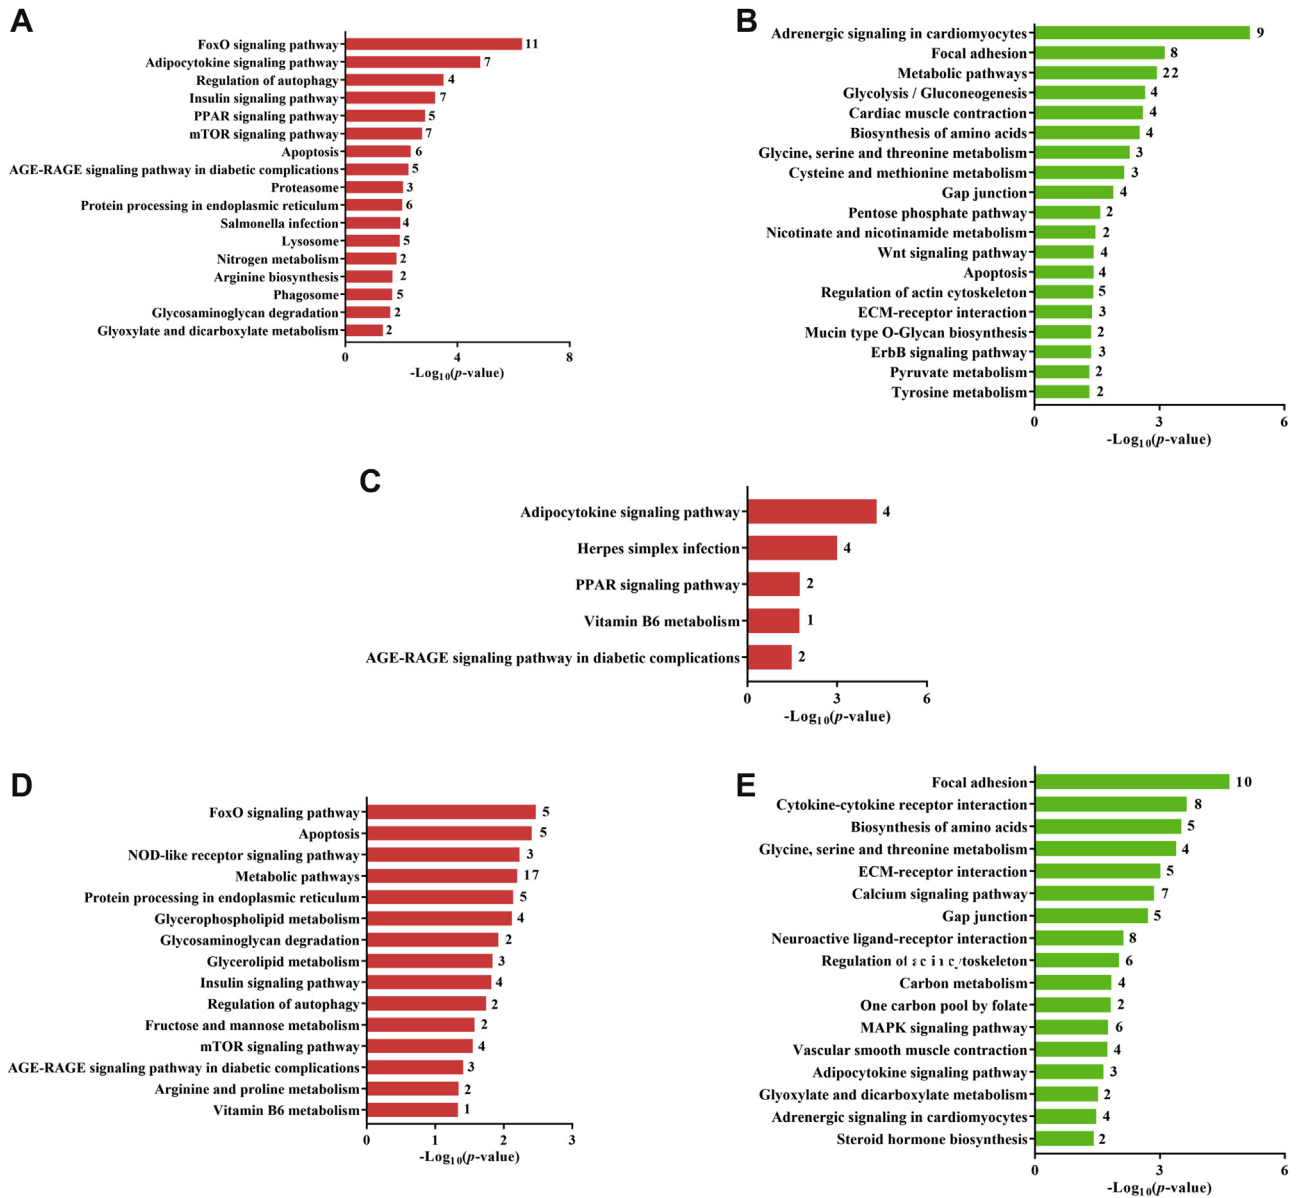 A
FoxO signaling pathway 11
Adipocytokine signaling pathway 7
Regulation of autophagy 4
Insulin signaling pathway 7
PPAR signaling pathway 5
mTOR signaling pathway 7
Apoptosis 6
AGE-RAGE signaling pathway in diabetic complications 5
Proteasome 3
Protein processing in endoplasmic reticulum 6
Salmonella infection 4
Lysosome 5
Nitrogen metabolism 2
Arginine biosynthesis 2
Phagosome 5
Glycosaminoglycan degradation 2
Glyoxylate and dicarboxylate metabolism 2
0 4 8
-Log10(p-value)
B
Adrenergic signaling in cardiomyocytes 9
Focal adhesion 8
Metabolic pathways 22
Glycolysis / Gluconeogenesis 4
Cardiac muscle contraction 4
Biosynthesis of amino acids 4
Glycine, serine and threonine metabolism 3
Cysteine and methionine metabolism 3
Gap junction 4
Pentose phosphate pathway 2
Nicotinate and nicotinamide metabolism 2
Wnt signaling pathway 4
Apoptosis 4
Regulation of actin cytoskeleton 5
ECM-receptor interaction 3
Mucin type O-Glycan biosynthesis 2
ErbB signaling pathway 3
Pyruvate metabolism 2
Tyrosine metabolism 2
0 3 6
-Log10(p-value)
C
Adipocytokine signaling pathway 4
Herpes simplex infection 4
PPAR signaling pathway 2
Vitamin B6 metabolism 1
AGE-RAGE signaling pathway in diabetic complications 2
0 3 6
-Log10(p-value)
D
FoxO signaling pathway 5
Apoptosis 5
NOD-like receptor signaling pathway 3
Metabolic pathways 17
Protein processing in endoplasmic reticulum 5
Glycerophospholipid metabolism 4
Glycosaminoglycan degradation 2
Glycerolipid metabolism 3
Insulin signaling pathway 4
Regulation of autophagy 2
Fructose and mannose metabolism 2
mTOR signaling pathway 4
AGE-RAGE signaling pathway in diabetic complications 3
Arginine and proline metabolism 2
Vitamin B6 metabolism 1
0 1 2 3
-Log10(p-value)
E
Focal adhesion 10
Cytokine-cytokine receptor interaction 8
Biosynthesis of amino acids 5
Glycine, serine and threonine metabolism 4
ECM-receptor interaction 5
Calcium signaling pathway 7
Gap junction 5
Neuroactive ligand-receptor interaction 8
Regulation of 6
Carbon metabolism 4
One carbon pool by folate 2
MAPK signaling pathway 6
Vascular smooth muscle contraction 4
Adipocytokine signaling pathway 3
Glyoxylate and dicarboxylate metabolism 2
Adrenergic signaling in cardiomyocytes 4
Steroid hormone biosynthesis 2
0 3 6
-Log10(p-value)